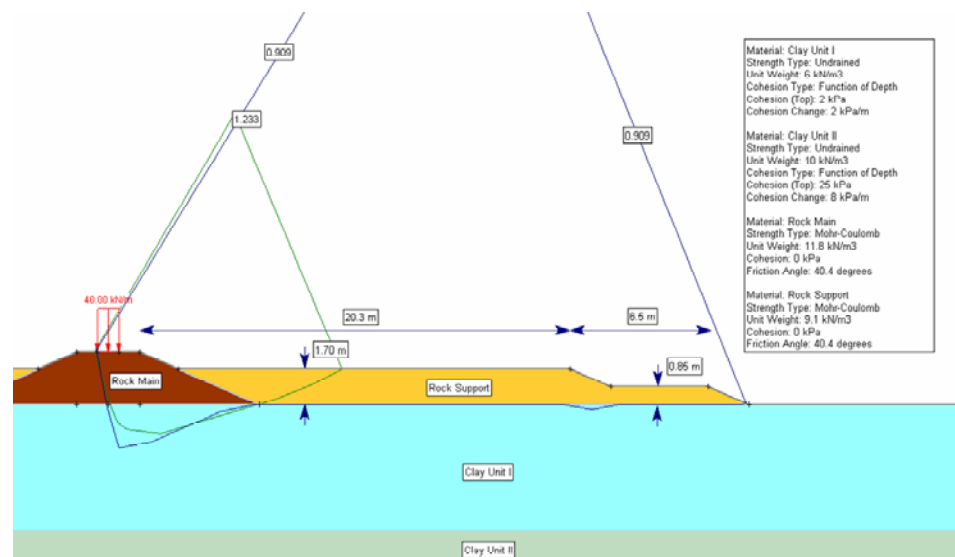 0.909
1.233
0.909
40.00 kN/m
20.3 m
6.5 m
1.70 m
0.85 m
Rock Main
Rock Support
Clay Unit I
Clay Unit II
Material: Clay Unit I
Strength Type: Undrained
Unit Weight: 6 kN/m3
Cohesion Type: Function of Depth
Cohesion (Top): 2 kPa
Cohesion Change: 2 kPa/m
Material: Clay Unit II
Strength Type: Undrained
Unit Weight: 10 kN/m3
Cohesion Type: Function of Depth
Cohesion (Top): 25 kPa
Cohesion Change: 8 kPa/m
Material: Rock Main
Strength Type: Mohr-Coulomb
Unit Weight: 11.8 kN/m3
Cohesion: 0 kPa
Friction Angle: 40.4 degrees
Material: Rock Support
Strength Type: Mohr-Coulomb
Unit Weight: 9.1 kN/m3
Cohesion: 0 kPa
Friction Angle: 40.4 degrees